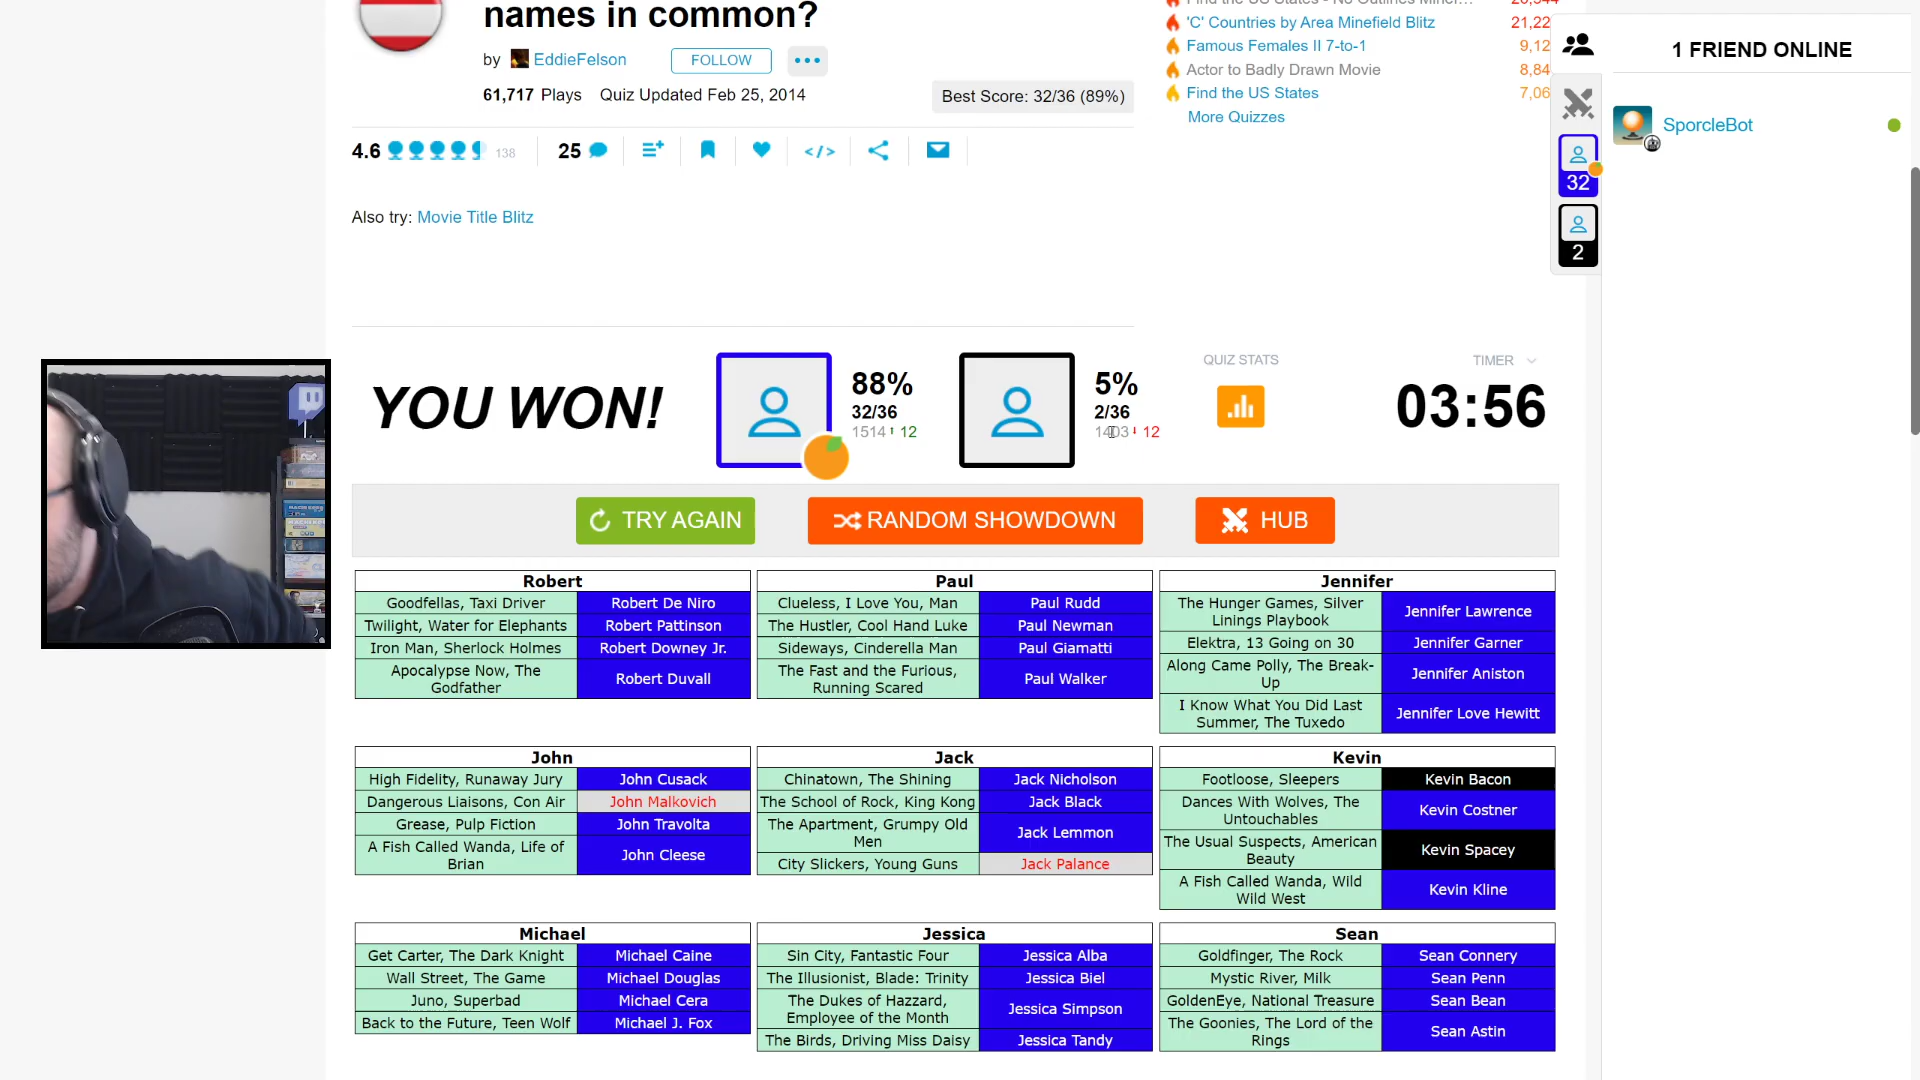 names in common?
by EddieFelson FOLLOW
61,717 Plays Quiz Updated Feb 25, 2014
Best Score: 32/36 (89%)
4.6 138 25 </>
Also try: Movie Title Blitz
'C' Countries by Area Minefield Blitz 21,22
Famous Females II 7-to-1 9,12
Actor to Badly Drawn Movie 8,84
Find the US States 7,06
More Quizzes
1 FRIEND ONLINE
SporcleBot
32
2
YOU WON!
88%
32/36
1514 12
5%
2/36
1403 12
QUIZ STATS
TIMER
03:56
TRY AGAIN
RANDOM SHOWDOWN
HUB
Robert
Goodfellas, Taxi Driver Robert De Niro
Twilight, Water for Elephants Robert Pattinson
Iron Man, Sherlock Holmes Robert Downey Jr.
Apocalypse Now, The
Godfather
Robert Duvall
Paul
Clueless, I Love You, Man Paul Rudd
The Hustler, Cool Hand Luke Paul Newman
Sideways, Cinderella Man Paul Giamatti
The Fast and the Furious,
Running Scared
Paul Walker
Jennifer
The Hunger Games, Silver
Linings Playbook
Jennifer Lawrence
Elektra, 13 Going on 30 Jennifer Garner
Along Came Polly, The Break-
Up
Jennifer Aniston
I Know What You Did Last
Summer, The Tuxedo
Jennifer Love Hewitt
John
High Fidelity, Runaway Jury John Cusack
Dangerous Liaisons, Con Air John Malkovich
Grease, Pulp Fiction John Travolta
A Fish Called Wanda, Life of
Brian
John Cleese
Jack
Chinatown, The Shining Jack Nicholson
The School of Rock, King Kong Jack Black
The Apartment, Grumpy Old
Men
Jack Lemmon
City Slickers, Young Guns Jack Palance
Kevin
Footloose, Sleepers Kevin Bacon
Dances With Wolves, The
Untouchables
Kevin Costner
The Usual Suspects, American
Beauty
Kevin Spacey
A Fish Called Wanda, Wild
Wild West
Kevin Kline
Michael
Get Carter, The Dark Knight Michael Caine
Wall Street, The Game Michael Douglas
Juno, Superbad Michael Cera
Back to the Future, Teen Wolf Michael J. Fox
Jessica
Sin City, Fantastic Four Jessica Alba
The Illusionist, Blade: Trinity Jessica Biel
The Dukes of Hazzard,
Employee of the Month
Jessica Simpson
The Birds, Driving Miss Daisy Jessica Tandy
Sean
Goldfinger, The Rock Sean Connery
Mystic River, Milk Sean Penn
GoldenEye, National Treasure Sean Bean
The Goonies, The Lord of the
Rings
Sean Astin